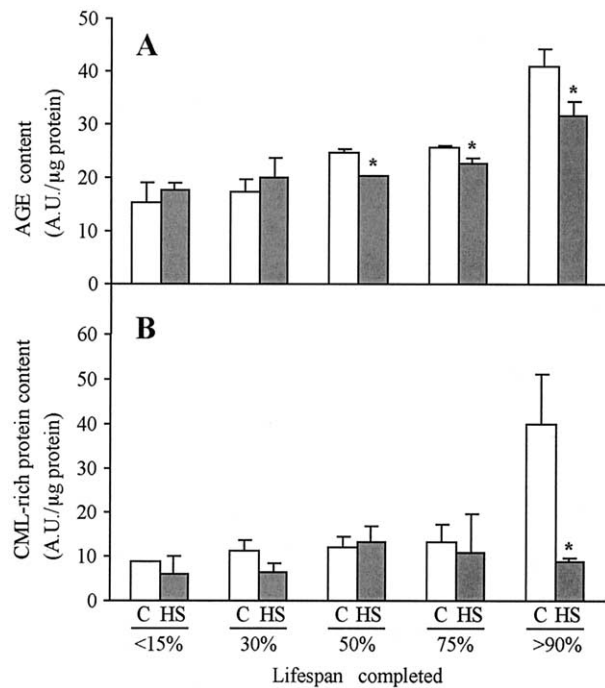 A
AGE content
(A.U./µg protein)
50
40
30
20
10
0
*
*
*
B
CML-rich protein content
(A.U./µg protein)
60
50
40
30
20
10
0
*
C HS C HS C HS C HS C HS
<15% 30% 50% 75% >90%
Lifespan completed